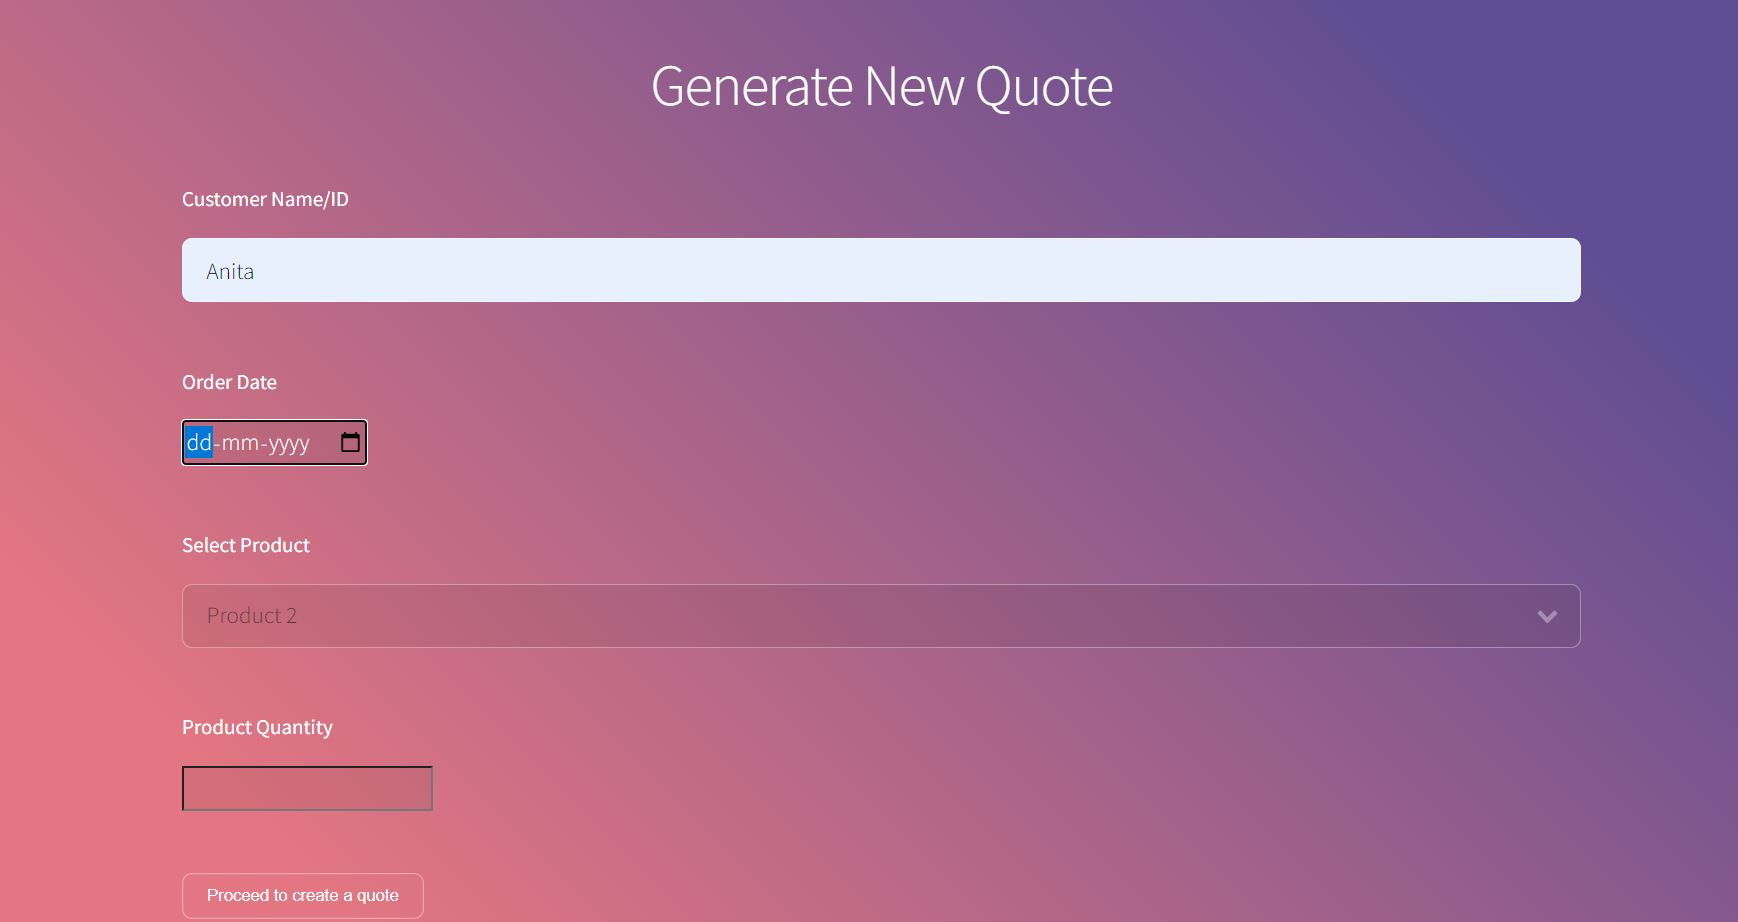 Generate New Quote
Customer Name/ID
Anita
Order Date
dd-mm-yyyy
Select Product
Product 2
Product Quantity
Proceed to create a quote